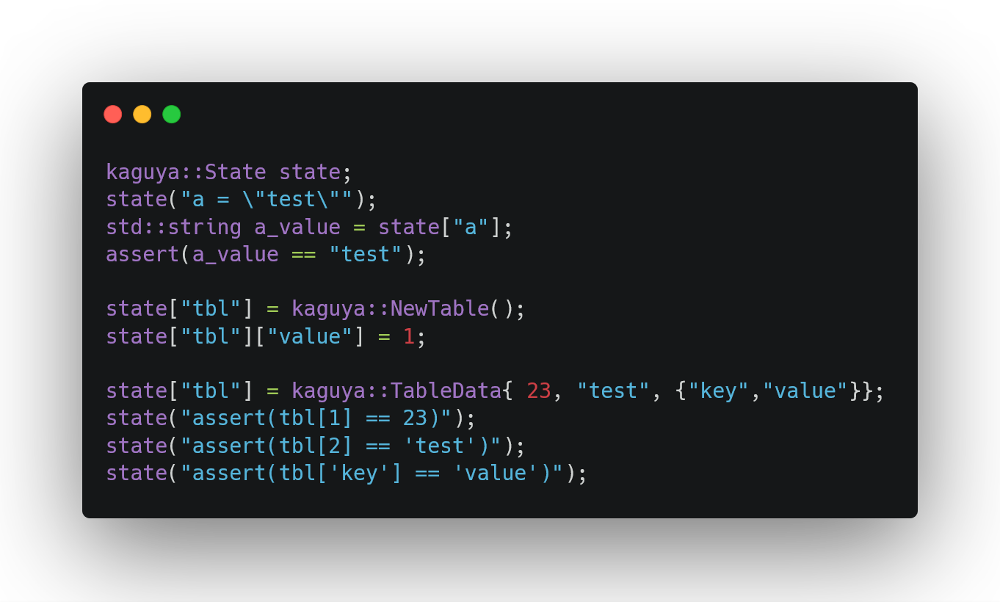 kaguya::State state;
state("a = \"test\"");
std::string a_value = state["a"];
assert(a_value == "test");
state["tbl"] = kaguya::NewTable();
state["tbl"]["value"] = 1;
state["tbl"] = kaguya::TableData{ 23, "test", {"key","value"}};
state("assert(tbl[1] == 23)");
state("assert(tbl[2] == 'test')");
state("assert(tbl['key'] == 'value')");